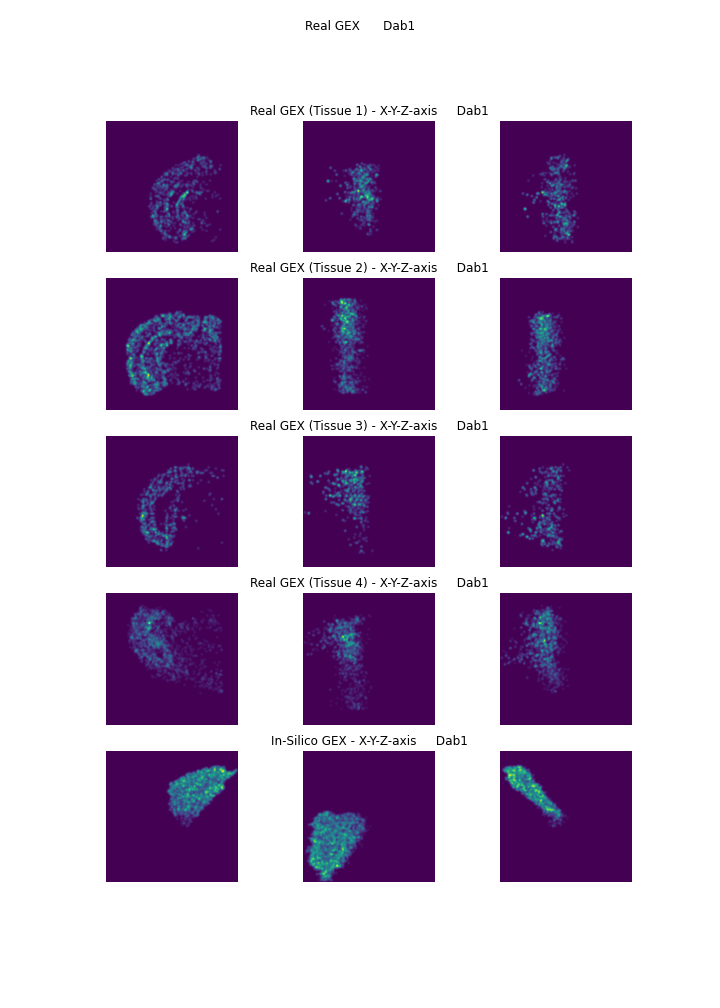 Real GEX Dab1
Real GEX (Tissue 1) - X-Y-Z-axis Dab1
Real GEX (Tissue 2) - X-Y-Z-axis Dab1
Real GEX (Tissue 3) - X-Y-Z-axis Dab1
Real GEX (Tissue 4) - X-Y-Z-axis Dab1
In-Silico GEX - X-Y-Z-axis Dab1